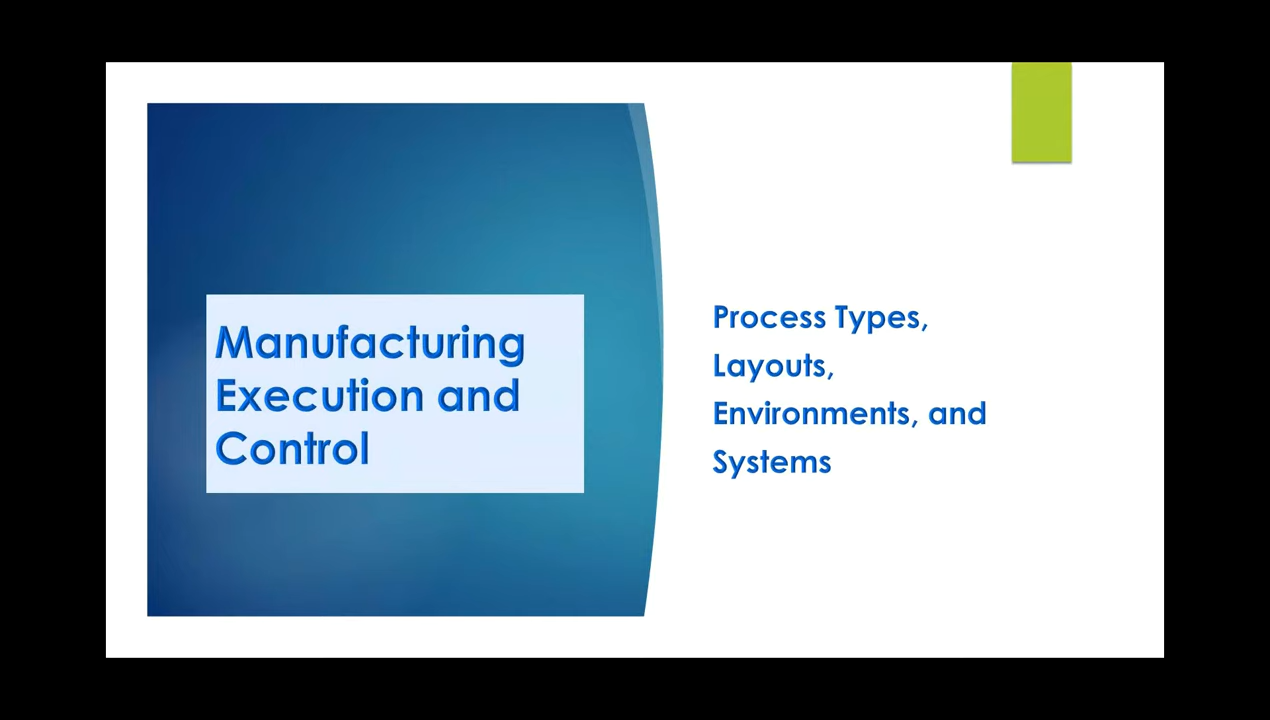 Manufacturing
Execution and
Control
Process Types,
Layouts,
Environments, and
Systems